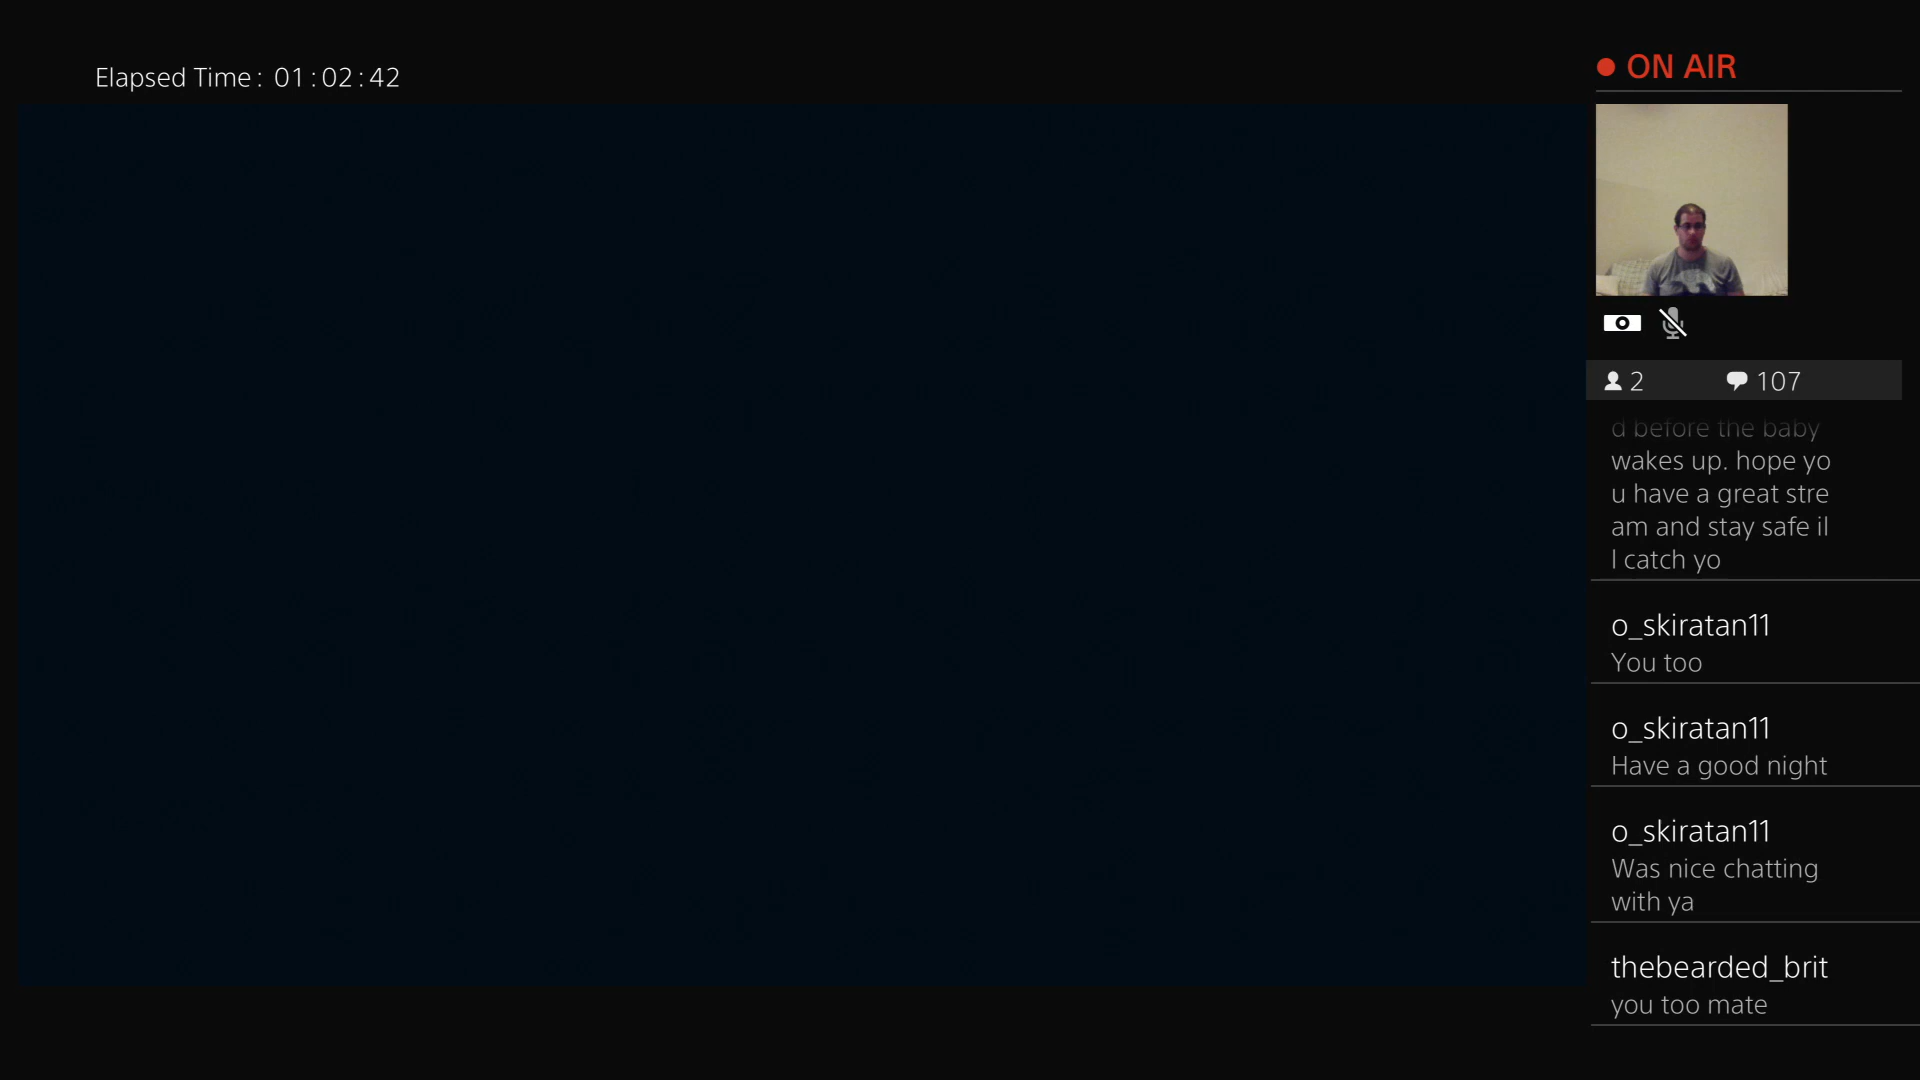 Elapsed Time: 01:02:42
ON AIR
2 107
d before the baby
wakes up. hope yo
u have a great stre
am and stay safe il
l catch yo
o_skiratan11
You too
o_skiratan11
Have a good night
o_skiratan11
Was nice chatting
with ya
thebearded_brit
you too mate